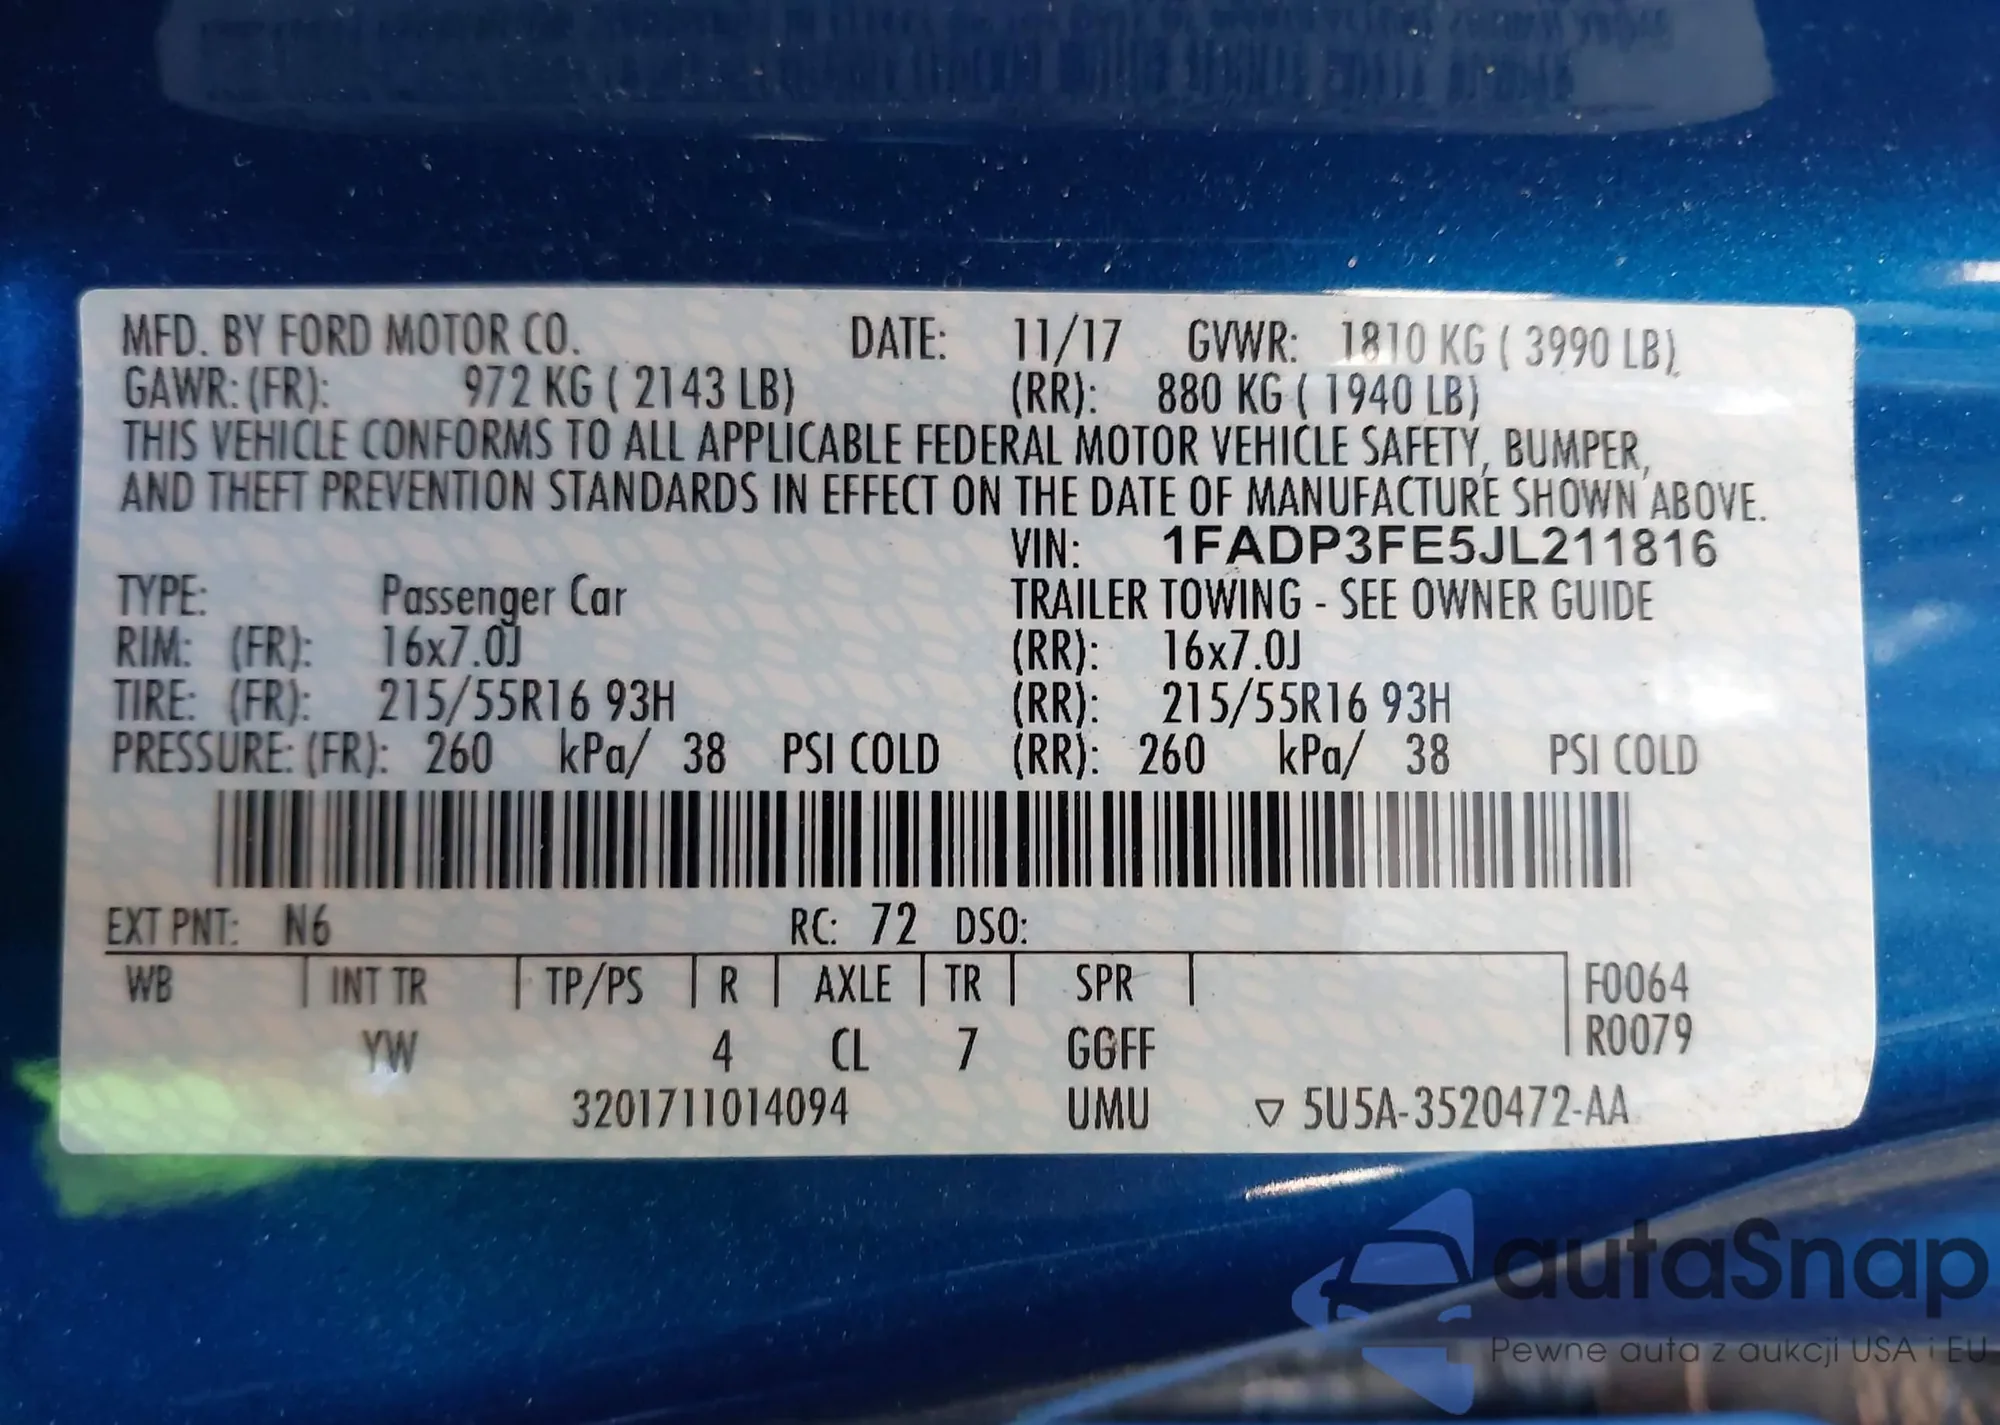 MFD. BY FORD MOTOR CO. DATE: 11/17 GVWR: 1810 KG ( 3990 LB)
GAWR: (FR): 972 KG ( 2143 LB) (RR): 880 KG ( 1940 LB)
THIS VEHICLE CONFORMS TO ALL APPLICABLE FEDERAL MOTOR VEHICLE SAFETY, BUMPER,
AND THEFT PREVENTION STANDARDS IN EFFECT ON THE DATE OF MANUFACTURE SHOWN ABOVE.
VIN: 1FADP3FE5JL211816
TYPE: Passenger Car TRAILER TOWING - SEE OWNER GUIDE
RIM: (FR): 16x7.0J (RR): 16x7.0J
TIRE: (FR): 215/55R16 93H (RR): 215/55R16 93H
PRESSURE: (FR): 260 kPa/ 38 PSI COLD (RR): 260 kPa/ 38 PSI COLD
EXT PNT: N6 RC: 72 DSO:
WB INT TR TP/PS R AXLE TR SPR F0064
R0079
YW 4 CL 7 GGFF
3201711014094 UMU ▽ 5U5A-3520472-AA
autaSnap
Pewne auta z aukcji USA i EU